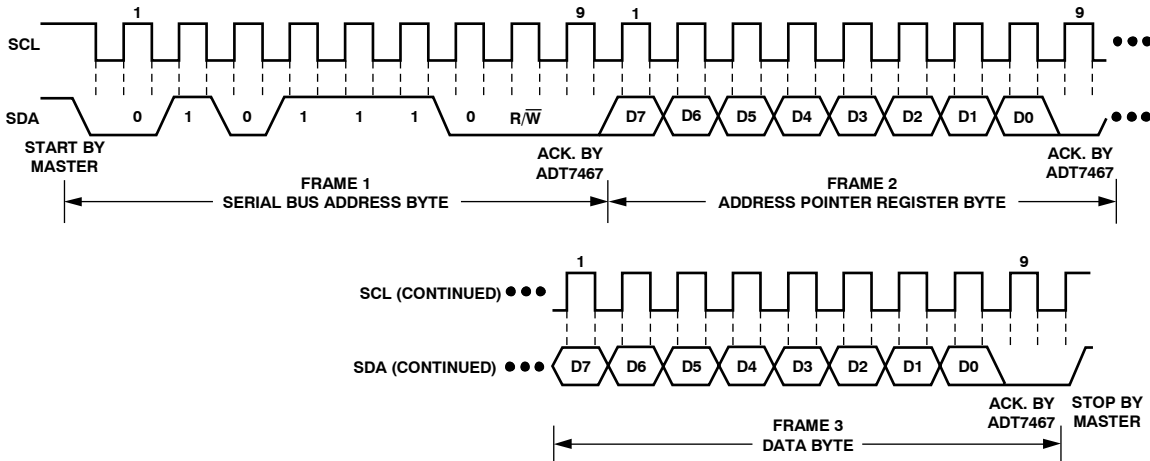 1 9 1 9
SCL
SDA 0 1 0 1 1 1 0 R/W̅ D7 D6 D5 D4 D3 D2 D1 D0
START BY
MASTER
ACK. BY
ADT7467
ACK. BY
ADT7467
FRAME 1
SERIAL BUS ADDRESS BYTE
FRAME 2
ADDRESS POINTER REGISTER BYTE
1 9
SCL (CONTINUED)
SDA (CONTINUED) D7 D6 D5 D4 D3 D2 D1 D0
ACK. BY
ADT7467
STOP BY
MASTER
FRAME 3
DATA BYTE